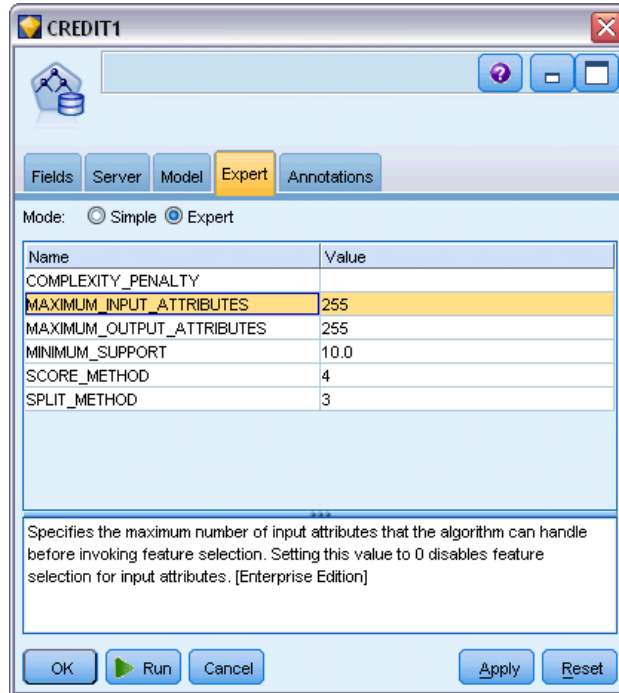 CREDIT1
Fields Server Model Expert Annotations
Mode: Simple Expert
Name Value
COMPLEXITY_PENALTY
MAXIMUM_INPUT_ATTRIBUTES 255
MAXIMUM_OUTPUT_ATTRIBUTES 255
MINIMUM_SUPPORT 10.0
SCORE_METHOD 4
SPLIT_METHOD 3
Specifies the maximum number of input attributes that the algorithm can handle
before invoking feature selection. Setting this value to 0 disables feature
selection for input attributes. [Enterprise Edition]
OK Run Cancel Apply Reset